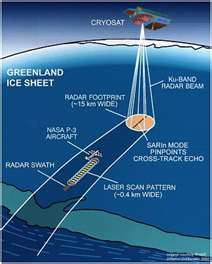 CRYOSAT
GREENLAND
ICE SHEET
Ku-BAND
RADAR BEAM
RADAR FOOTPRINT
(~15 km WIDE)
NASA P-3
AIRCRAFT
SARIn MODE
PINPOINTS
CROSS-TRACK ECHO
RADAR SWATH
LASER SCAN PATTERN
(~0.4 km WIDE)